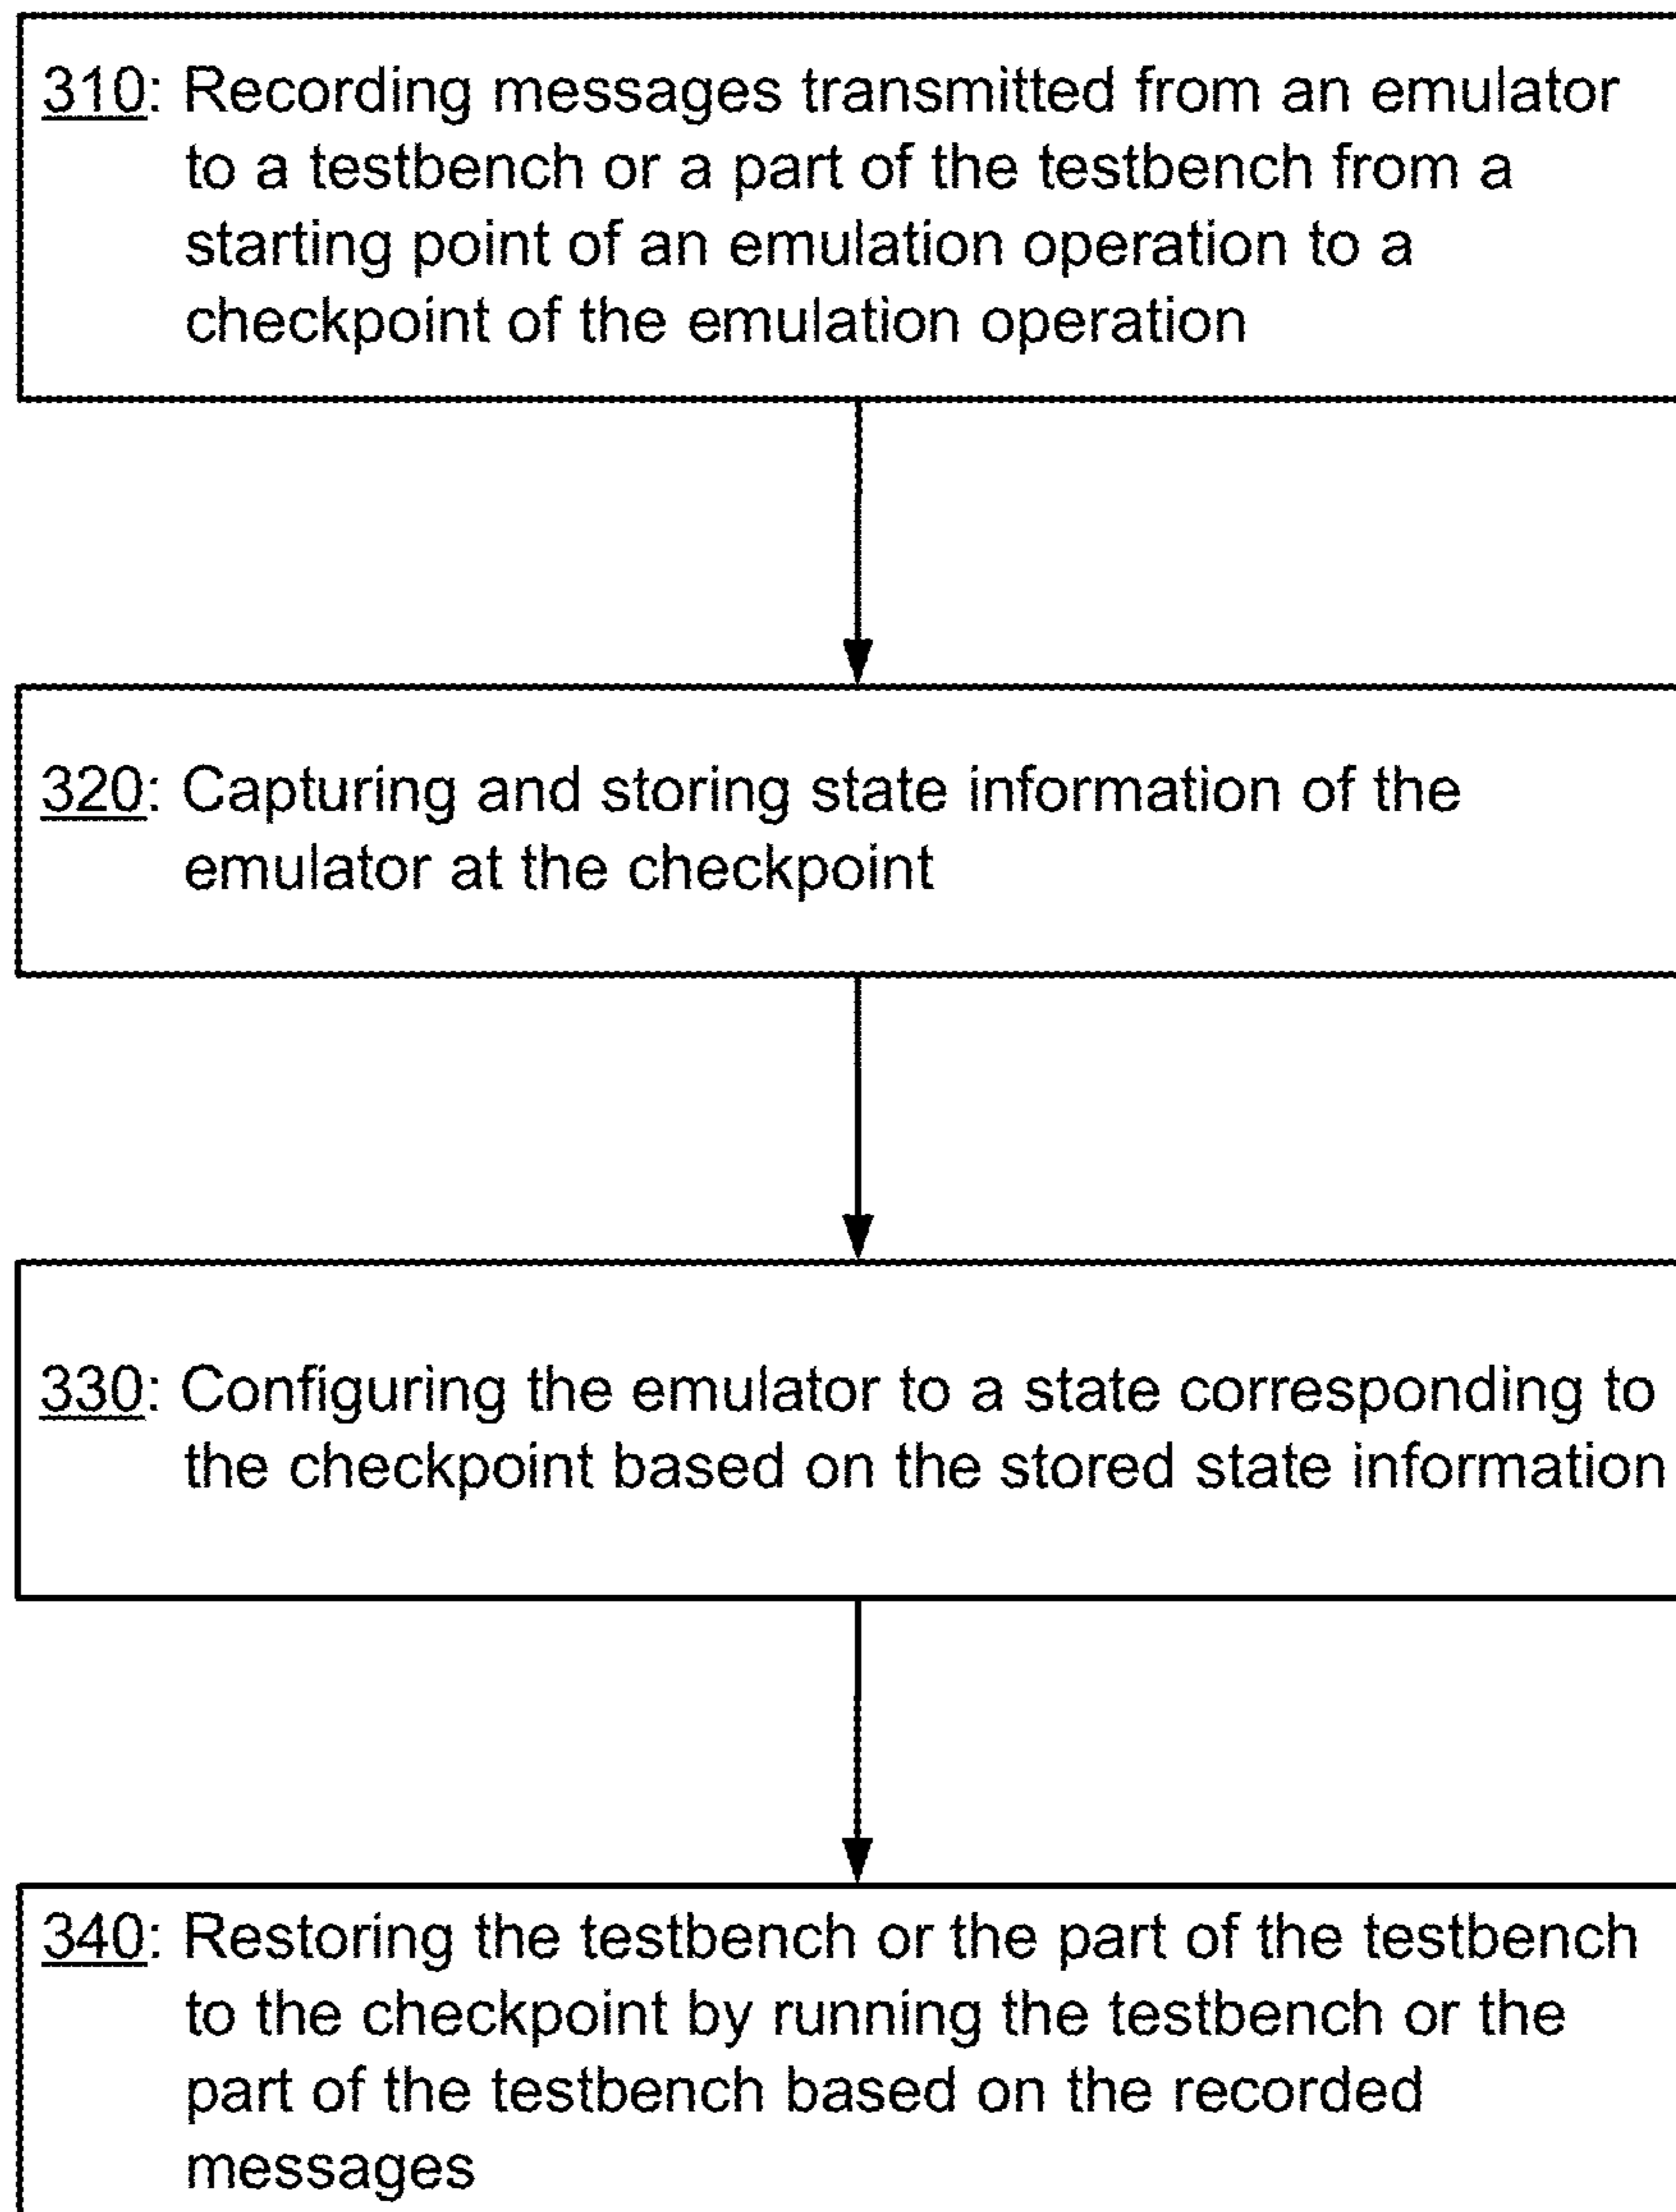 310: Recording messages transmitted from an emulator
to a testbench or a part of the testbench from a
starting point of an emulation operation to a
checkpoint of the emulation operation
320: Capturing and storing state information of the
emulator at the checkpoint
330: Configuring the emulator to a state corresponding to
the checkpoint based on the stored state information
340: Restoring the testbench or the part of the testbench
to the checkpoint by running the testbench or the
part of the testbench based on the recorded
messages